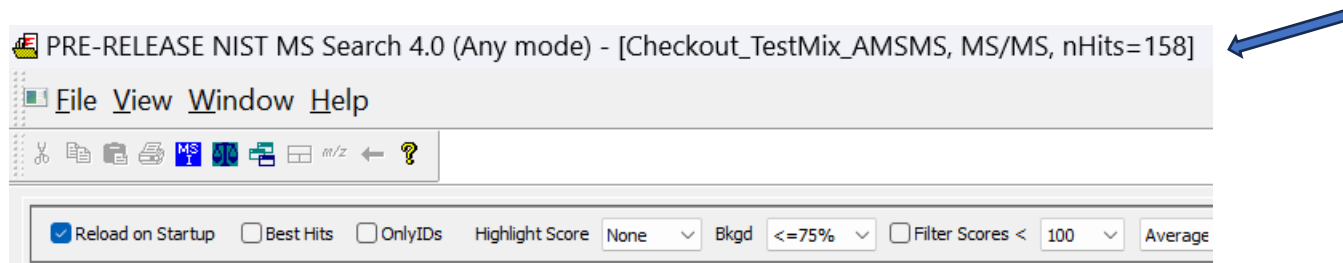 PRE-RELEASE NIST MS Search 4.0 (Any mode) - [Checkout_TestMix_AMSMS, MS/MS, nHits=158]
File View Window Help
MS I m/z ?
Reload on Startup Best Hits OnlyIDs Highlight Score None Bkgd <=75% Filter Scores < 100 Average